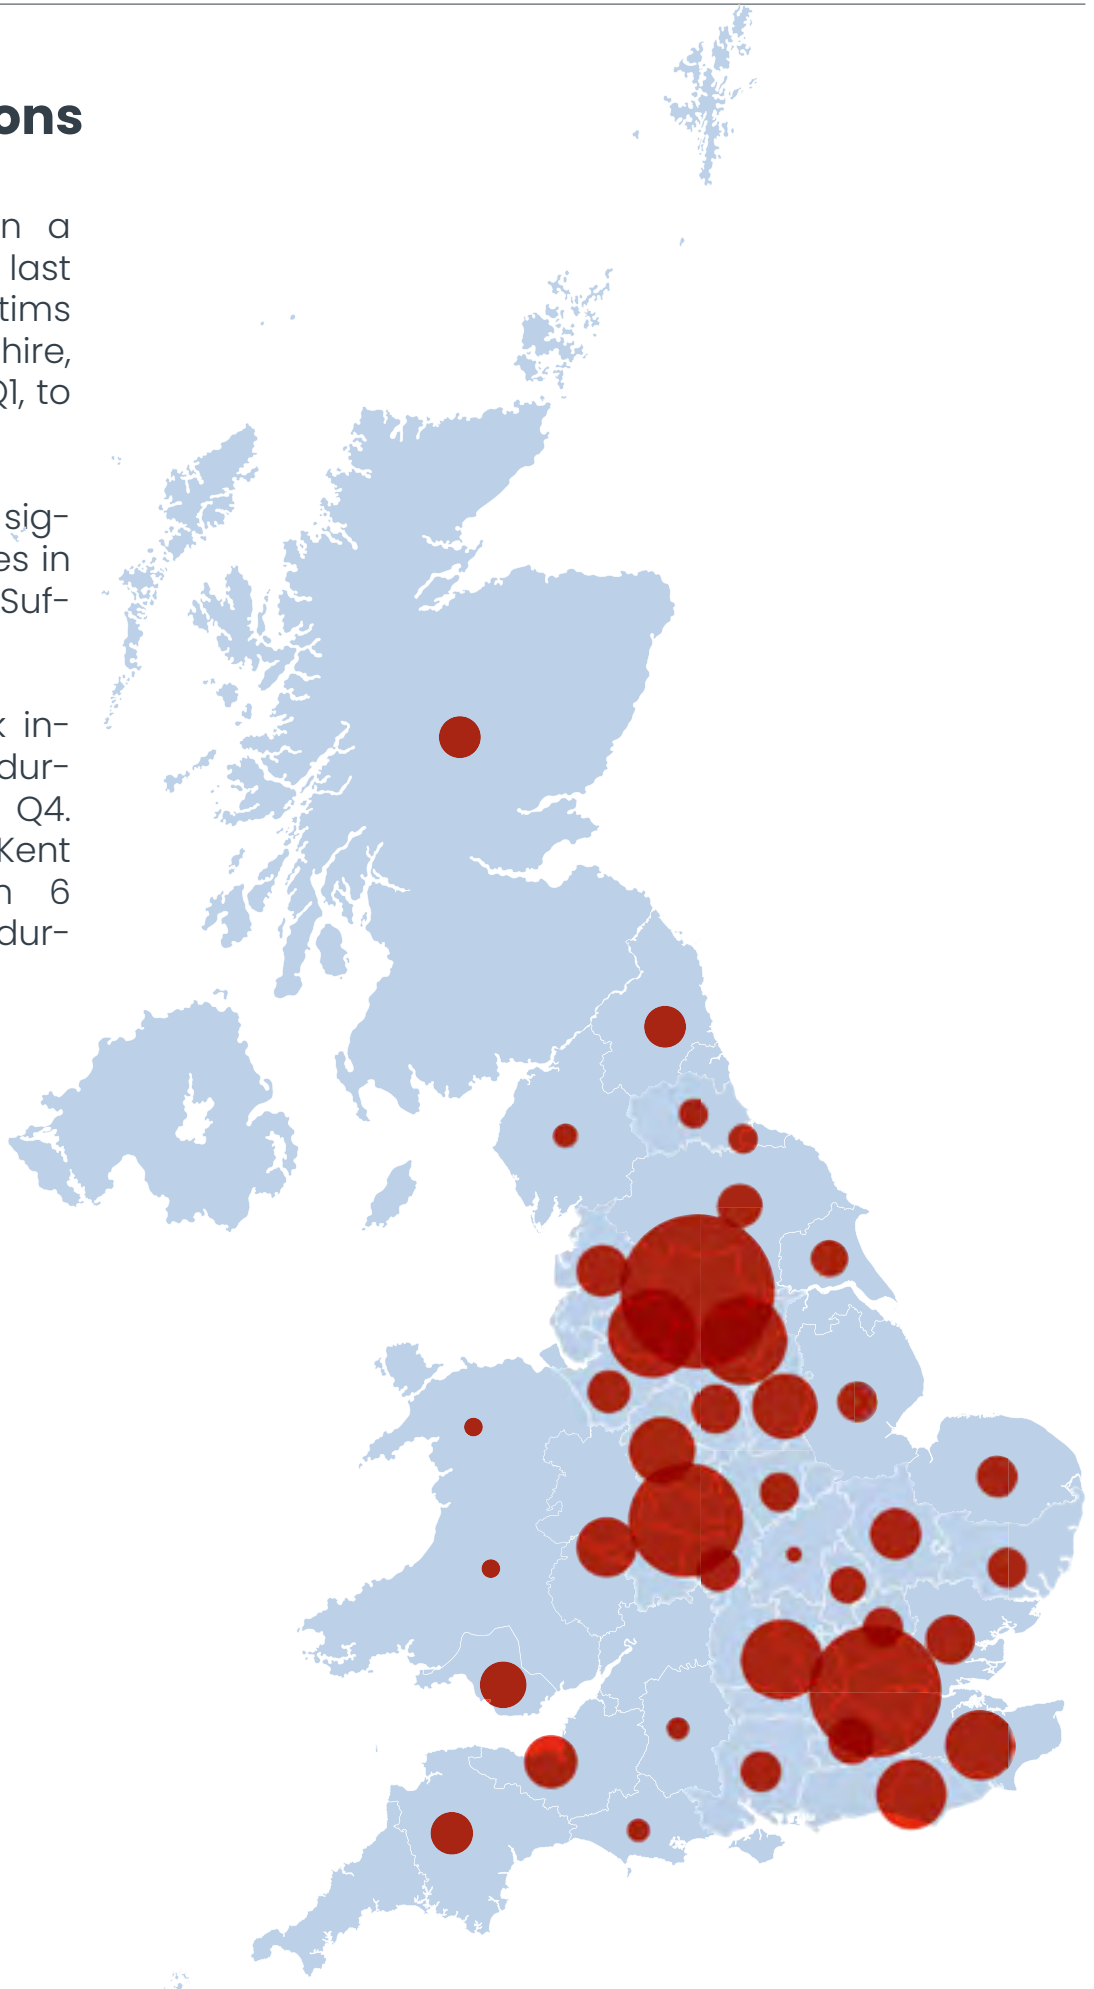 ons
n a
last
tims
hire,
Q1, to
sig-
es in
Suf-
k in-
dur-
Q4.
Kent
n 6
dur-